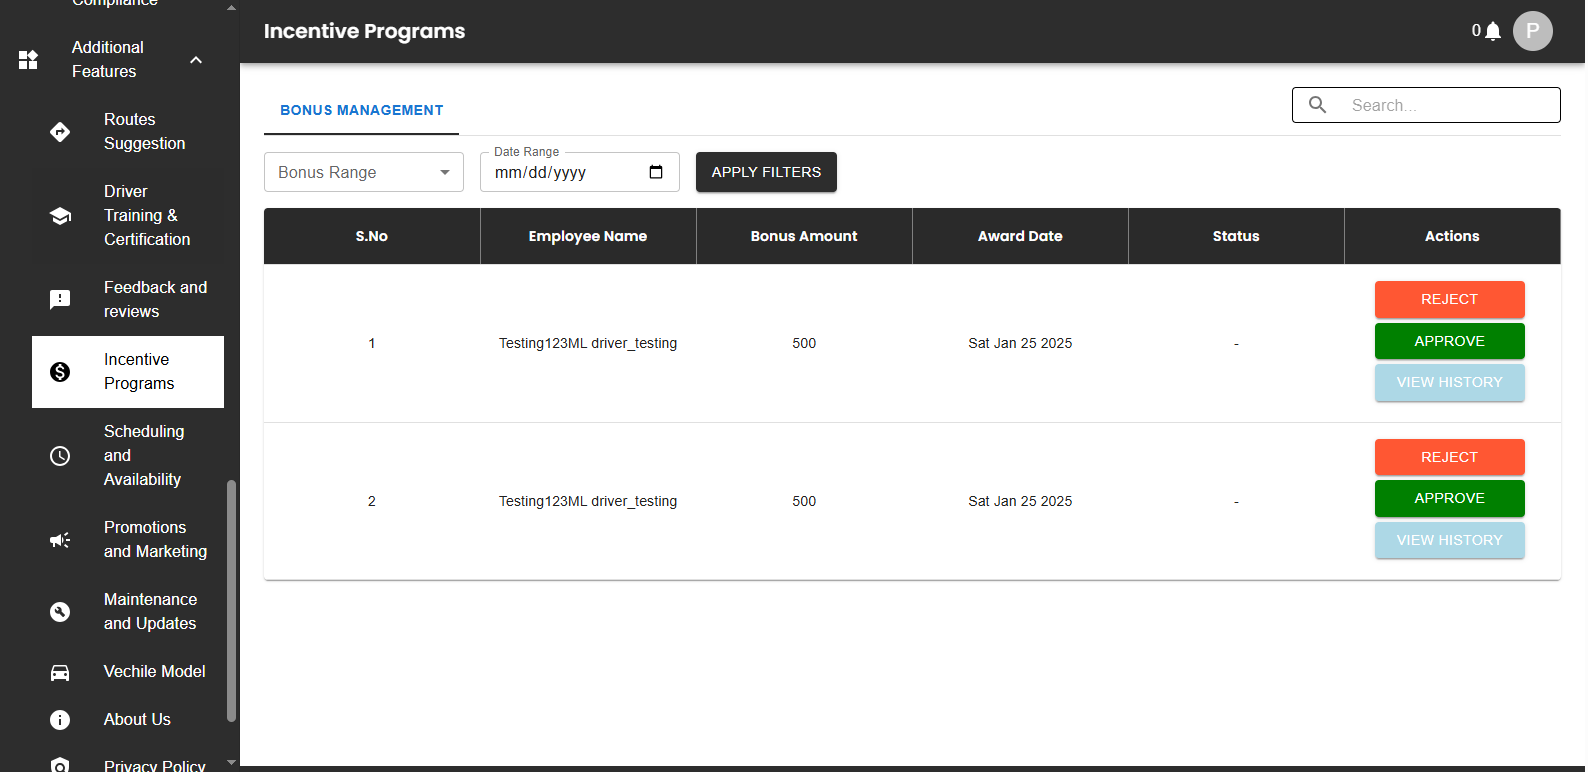 Compliance
Additional
Features
Routes
Suggestion
Driver
Training &
Certification
Feedback and
reviews
Incentive
Programs
Scheduling
and
Availability
Promotions
and Marketing
Maintenance
and Updates
Vechile Model
About Us
Privacy Policy
Incentive Programs
0
P
BONUS MANAGEMENT
Search...
Bonus Range
Date Range
mm/dd/yyyy
APPLY FILTERS
S.No Employee Name Bonus Amount Award Date Status Actions
1 Testing123ML driver_testing 500 Sat Jan 25 2025 -
REJECT
APPROVE
VIEW HISTORY
2 Testing123ML driver_testing 500 Sat Jan 25 2025 -
REJECT
APPROVE
VIEW HISTORY